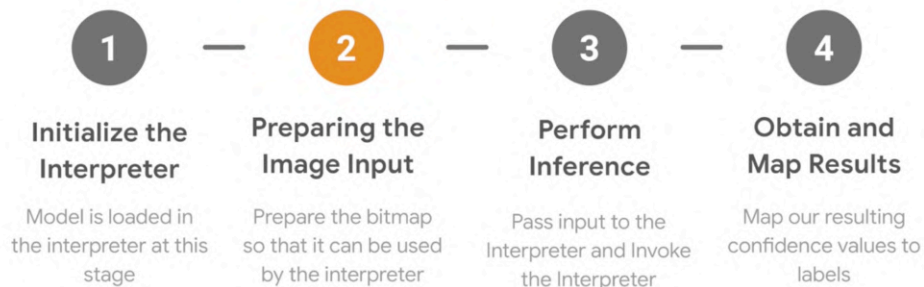 1
2
3
4
Initialize the
Interpreter
Model is loaded in
the interpreter at this
stage
Preparing the
Image Input
Prepare the bitmap
so that it can be used
by the interpreter
Perform
Inference
Pass input to the
Interpreter and Invoke
the Interpreter
Obtain and
Map Results
Map our resulting
confidence values to
labels